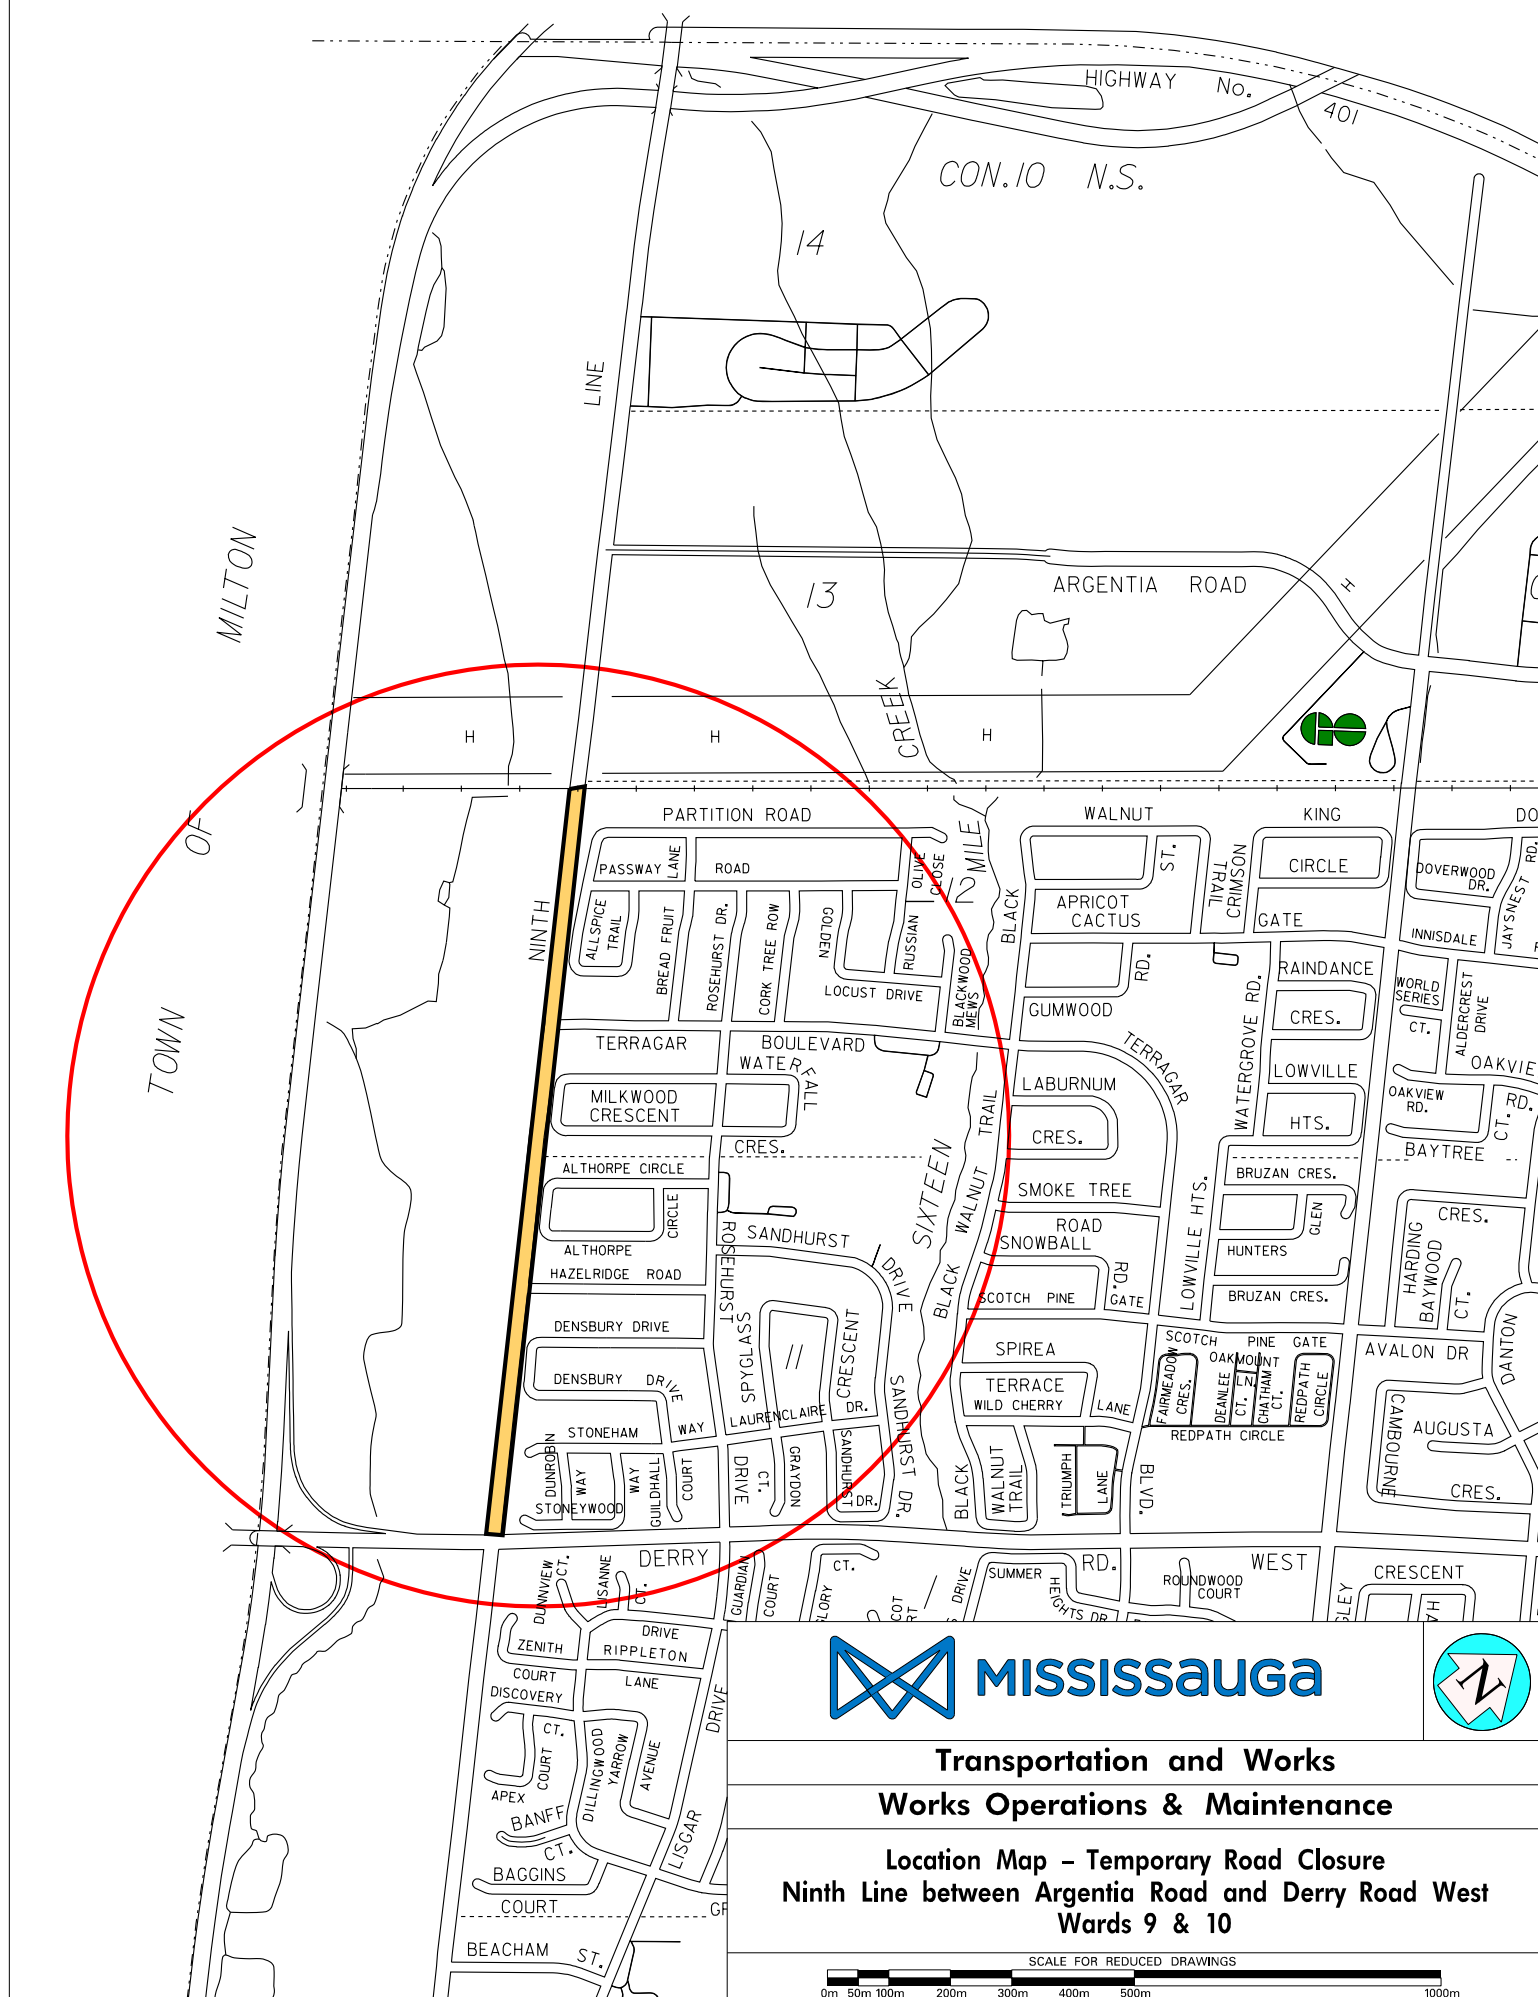 HIGHWAY No.
401
CON.10 N.S.
14
LINE
MILTON
13
ARGENTIA ROAD
H
CREEK
H
H
H
GO
OF
TOWN
NINTH
PARTITION ROAD
WALNUT
KING
DO
PASSWAY
LANE
ROAD
OLIVE
CLOSE
12
MILE
ST.
CRIMSON
TRAIL
CIRCLE
DOVERWOOD
DR.
JAYSNEST RD.
ALLSPICE
TRAIL
BREAD FRUIT
ROSEHURST DR.
CORK TREE ROW
GOLDEN
RUSSIAN
BLACK
APRICOT
CACTUS
GATE
INNISDALE
LOCUST DRIVE
BLACKWOOD
MEWS
RD.
GUMWOOD
WATERGROVE RD.
RAINDANCE
CRES.
WORLD
SERIES
CT.
ALDERCREST
DRIVE
TERRAGAR
BOULEVARD
WATERFALL
CRES.
TERRAGAR
LOWVILLE
HTS.
OAKVIE
RD.
OAKVIEW
RD.
CT.
MILKWOOD
CRESCENT
LABURNUM
CRES.
TRAIL
WALNUT
BLACK
BAYTREE
ALTHORPE CIRCLE
CIRCLE
ALTHORPE
SIXTEEN
SMOKE TREE
ROAD
BRUZAN CRES.
GLEN
HUNTERS
BRUZAN CRES.
LOWVILLE HTS.
CRES.
HARDING
BAYWOOD
CT.
HAZELRIDGE ROAD
ROSEHURST
SANDHURST
DRIVE
SNOWBALL
RD.
SCOTCH PINE
GATE
DENSBURY DRIVE
SPYGLASS
11
CRESCENT
SPIREA
TERRACE
SCOTCH PINE GATE
AVALON DR
DANTON
DENSBURY DRIVE
LAURENCLAIRE
DR.
SANDHURST DR.
WILD CHERRY
LANE
FAIRMEADOW
CRES.
OAKMOUNT
LN.
DEANLEE
CT.
CHATHAM
CT.
REDPATH
CIRCLE
REDPATH CIRCLE
CAMBOURNE
AUGUSTA
CRES.
STONEHAM
WAY
DUNROBIN
WAY
STONEYWOOD
WAY
GUILDHALL
COURT
DRIVE
CT.
GRAYDON
SANDHURST
DR.
BLACK
WALNUT
TRAIL
TRIUMPH
LANE
BLVD.
DERRY
RD.
WEST
DUNNVIEW
CT.
LISANNE
CT.
GUARDIAN
COURT
GLORY
CT.
DRIVE
SUMMER
HEIGHTS DR
ROUNDWOOD
COURT
CRESCENT
ZENITH
COURT
DRIVE
RIPPLETON
LANE
DISCOVERY
CT.
COURT
APEX
DILLINGWOOD
YARROW
AVENUE
DRIVE
LISGAR
BANFF
CT.
BAGGINS
COURT
BEACHAM ST.
MISSISSAUGA
N
Transportation and Works
Works Operations & Maintenance
Location Map – Temporary Road Closure
Ninth Line between Argentia Road and Derry Road West
Wards 9 & 10
SCALE FOR REDUCED DRAWINGS
0m 50m 100m 200m 300m 400m 500m 1000m